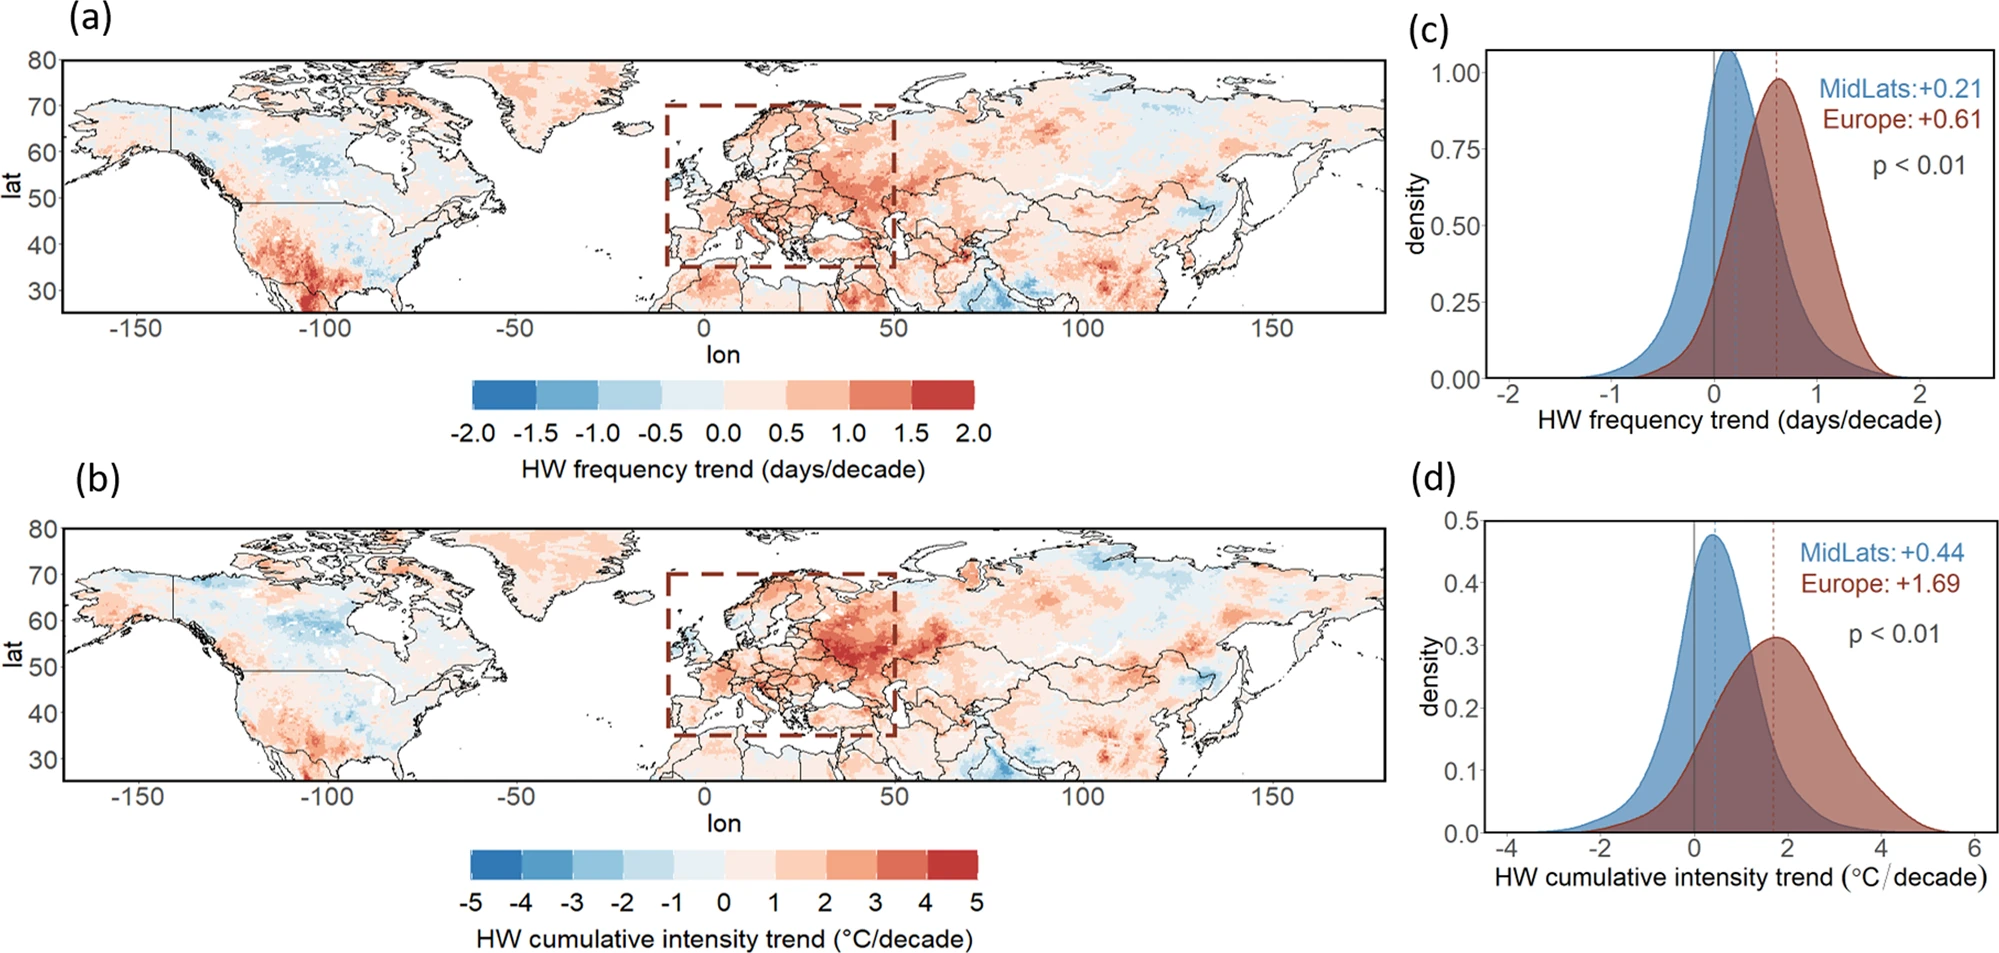 (a)
80
70
60
50
40
30
lat
-150 -100 -50 0 50 100 150
lon
-2.0 -1.5 -1.0 -0.5 0.0 0.5 1.0 1.5 2.0
HW frequency trend (days/decade)
(b)
80
70
60
50
40
30
lat
-150 -100 -50 0 50 100 150
lon
-5 -4 -3 -2 -1 0 1 2 3 4 5
HW cumulative intensity trend (°C/decade)
(c)
1.00
0.75
0.50
0.25
0.00
density
MidLats:+0.21
Europe: +0.61
p < 0.01
-2 -1 0 1 2
HW frequency trend (days/decade)
(d)
0.5
0.4
0.3
0.2
0.1
0.0
density
MidLats: +0.44
Europe: +1.69
p < 0.01
-4 -2 0 2 4 6
HW cumulative intensity trend (°C/decade)